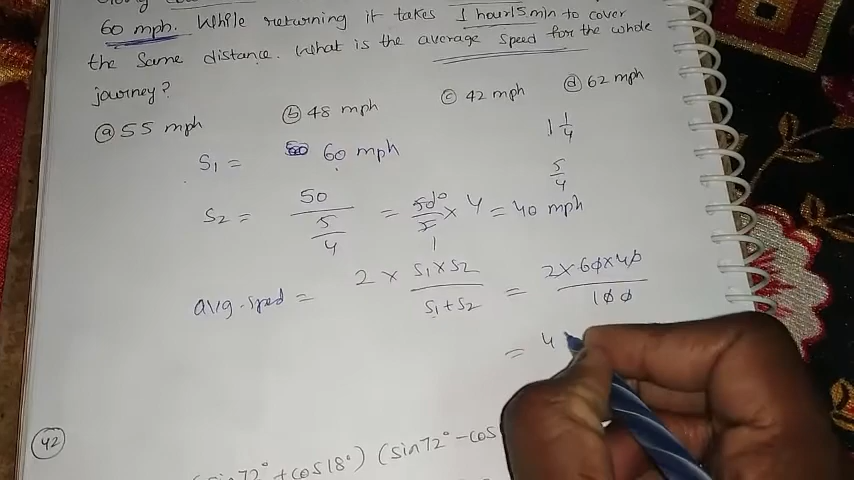 60 mph. While returning it takes 1 hour 15 min to cover
the same distance. What is the average speed for the whole
journey?
ⓐ 55 mph ⓑ 48 mph ⓒ 42 mph ⓓ 62 mph
S1 = 60 mph 1 1/4
5/4
S2 = 50/(5/4) = 50/5 × 4 = 40 mph
avg. sped = 2 × S1×S2/S1+S2 = 2×60×40/100
= 4
42
(sin72° + cos18°) (sin72° - cos